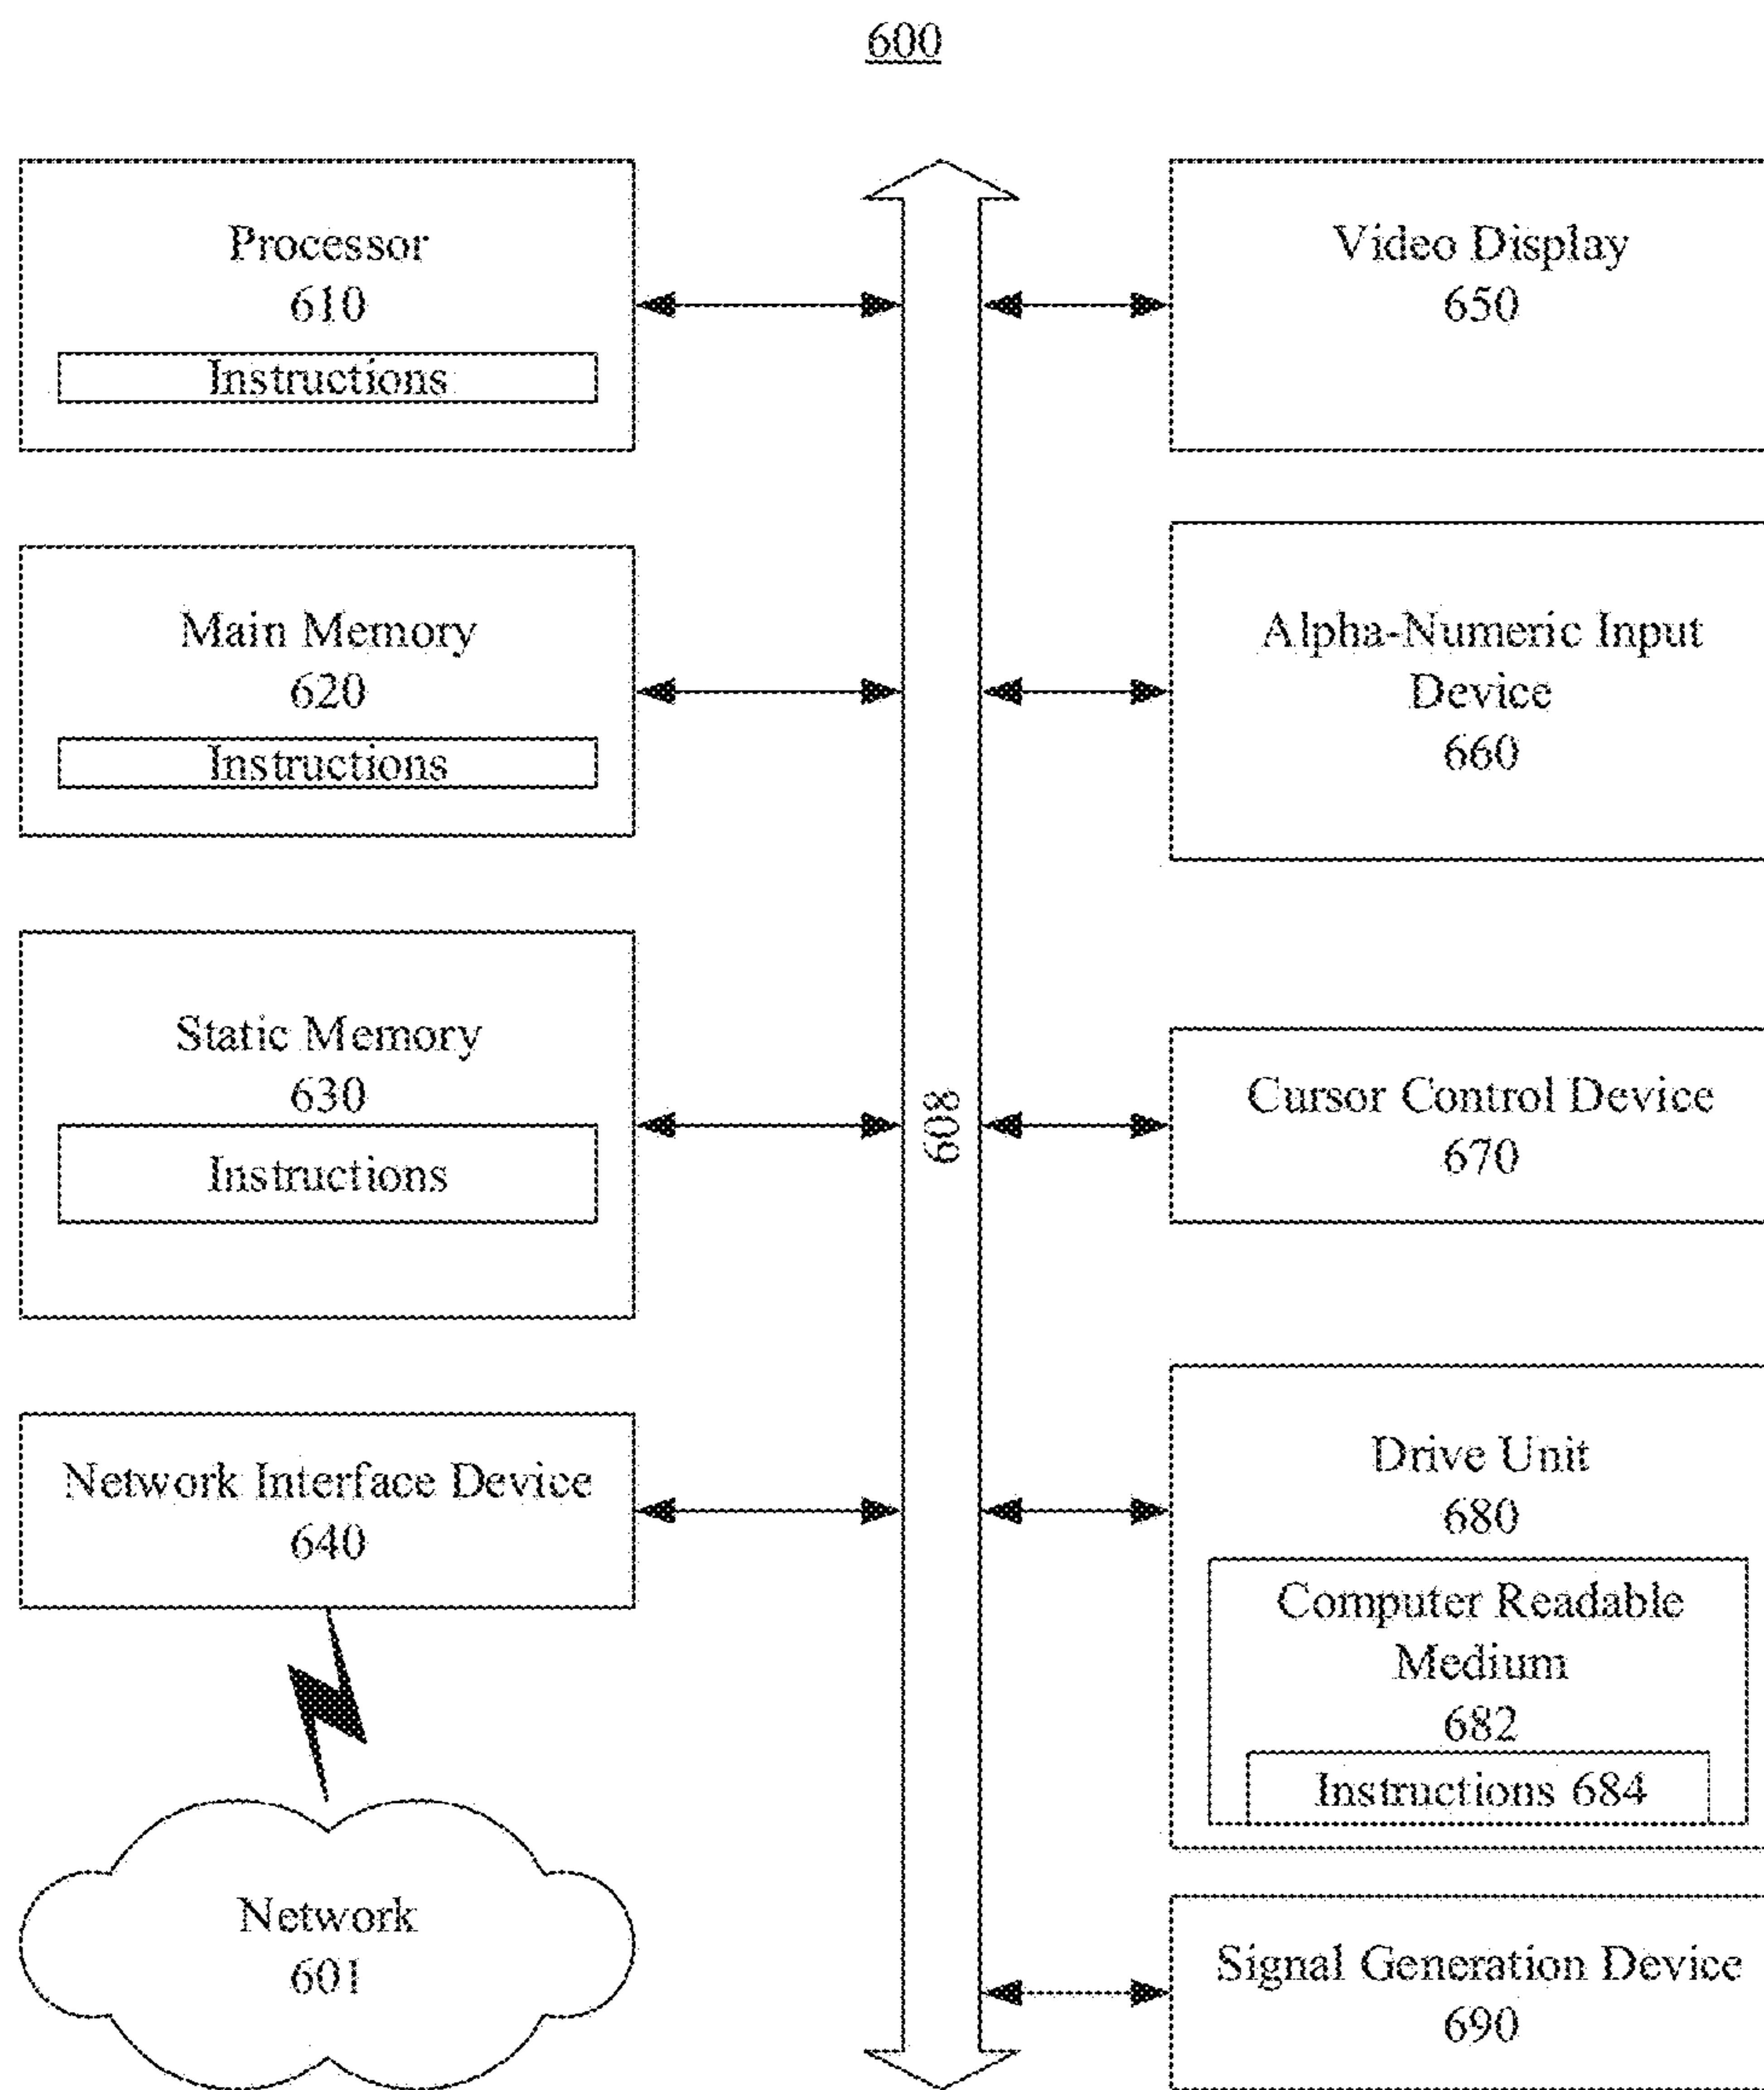 600
Processor
610
Instructions
Main Memory
620
Instructions
Static Memory
630
Instructions
Network Interface Device
640
Network
601
608
Video Display
650
Alpha-Numeric Input
Device
660
Cursor Control Device
670
Drive Unit
680
Computer Readable
Medium
682
Instructions 684
Signal Generation Device
690